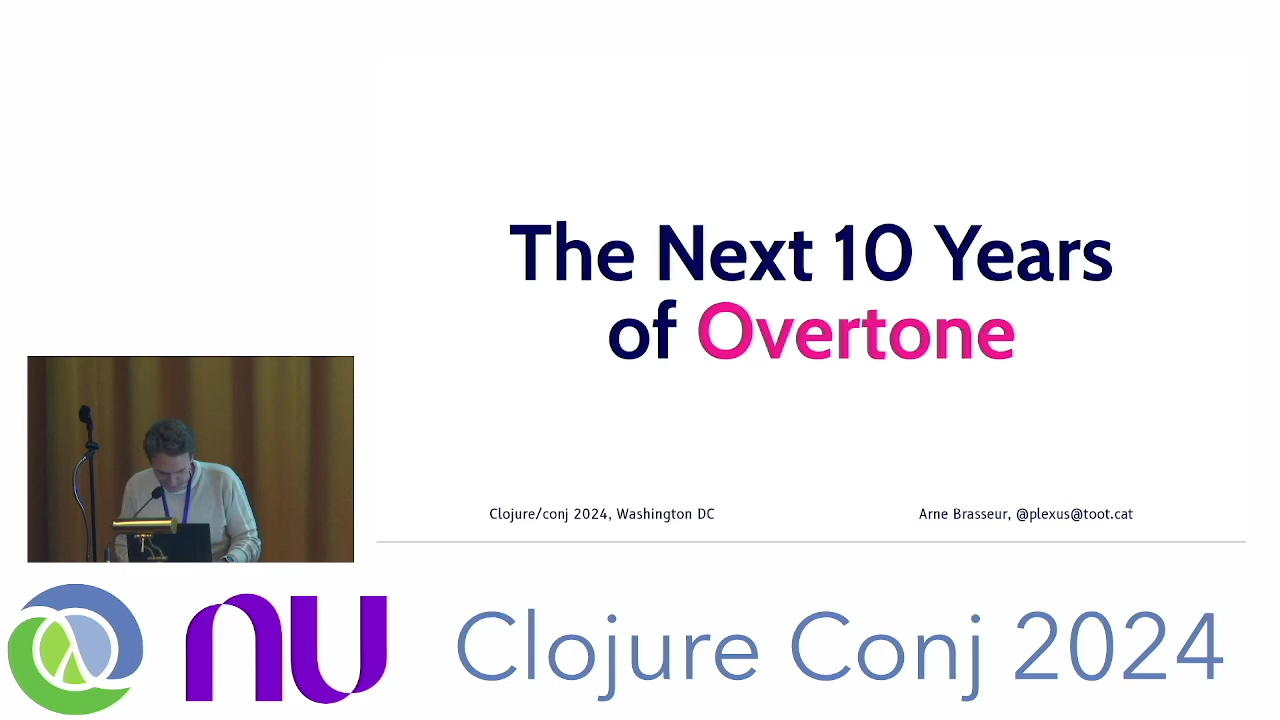 The Next 10 Years
of Overtone
Clojure/conj 2024, Washington DC
Arne Brasseur, @plexus@toot.cat
nu
Clojure Conj 2024